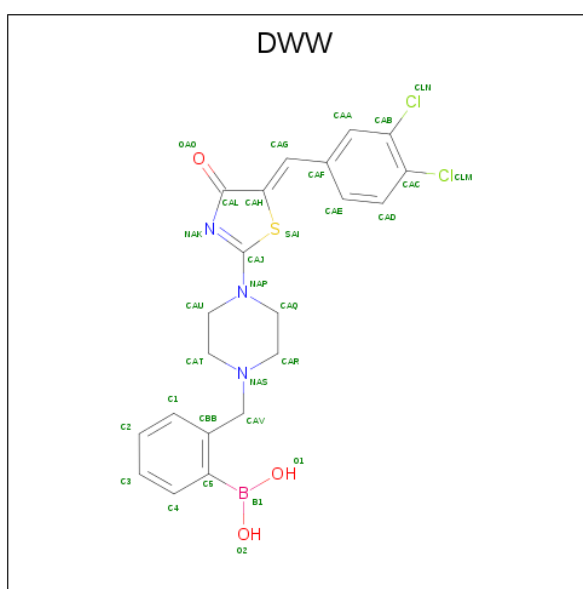 DWW
CLN
Cl
CAA
CAB
OAO
CAG
O
CAF
CAC
Cl
CLM
CAL
CAH
CAE
CAD
N
S
NAK
SAI
CAJ
NAP
N
CAU
CAQ
CAT
CAR
N
NAS
C1
CBB
CAV
C2
C3
C5
O1
OH
C4
B
B1
OH
O2